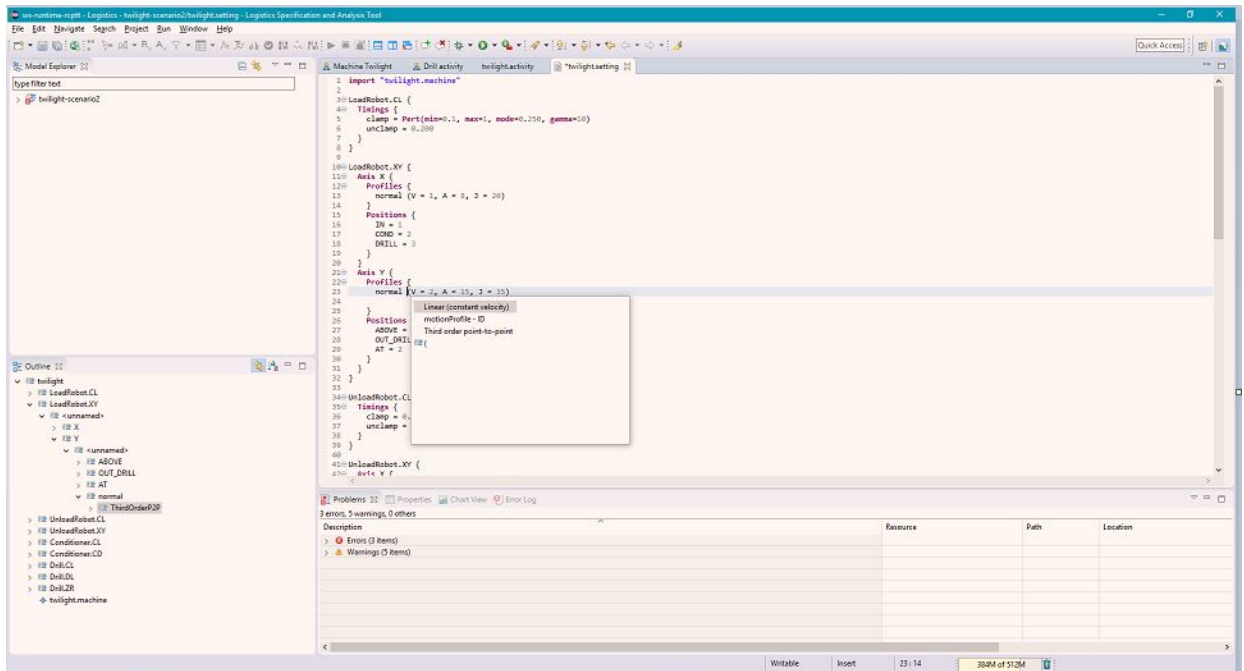 ws-runtime-rcptt - Logistics - twilight-scenario2/twilight.setting - Logistics Specification and Analysis Tool
File Edit Navigate Search Project Run Window Help
Quick Access
Model Explorer
type filter text
twilight-scenario2
Machine Twilight Drill activity twilight.activity *twilight.setting
1 import "twilight.machine"
2
3 LoadRobot.CL {
4 Timings {
5 clamp = Pert(min=0.1, max=1, mode=0.250, gamma=10)
6 unclamp = 0.200
7 }
8 }
9
10 LoadRobot.XY {
11 Axis X {
12 Profiles {
13 normal (V = 1, A = 8, J = 20)
14 }
15 Positions {
16 IN = 1
17 COND = 2
18 DRILL = 3
19 }
20 }
21 Axis Y {
22 Profiles {
23 normal (V = 2, A = 15, J = 35)
24
25 }
26 Positions
27 ABOVE =
28 OUT_DRIL
29 AT = 2
30 }
31 }
32 }
33
34 UnloadRobot.CL
35 Timings {
36 clamp = 0.
37 unclamp =
38 }
39 }
40
41 UnloadRobot.XY {
42 Axis Y {
Linear (constant velocity)
motionProfile - ID
Third order point-to-point
(
Outline
twilight
LoadRobot.CL
LoadRobot.XY
<unnamed>
X
Y
<unnamed>
ABOVE
OUT_DRILL
AT
normal
ThirdOrderP2P
UnloadRobot.CL
UnloadRobot.XY
Conditioner.CL
Conditioner.CD
Drill.CL
Drill.DL
Drill.ZR
twilight.machine
Problems Properties Chart View Error Log
3 errors, 5 warnings, 0 others
Description Resource Path Location
Errors (3 items)
Warnings (5 items)
Writable Insert 23 : 14 384M of 512M